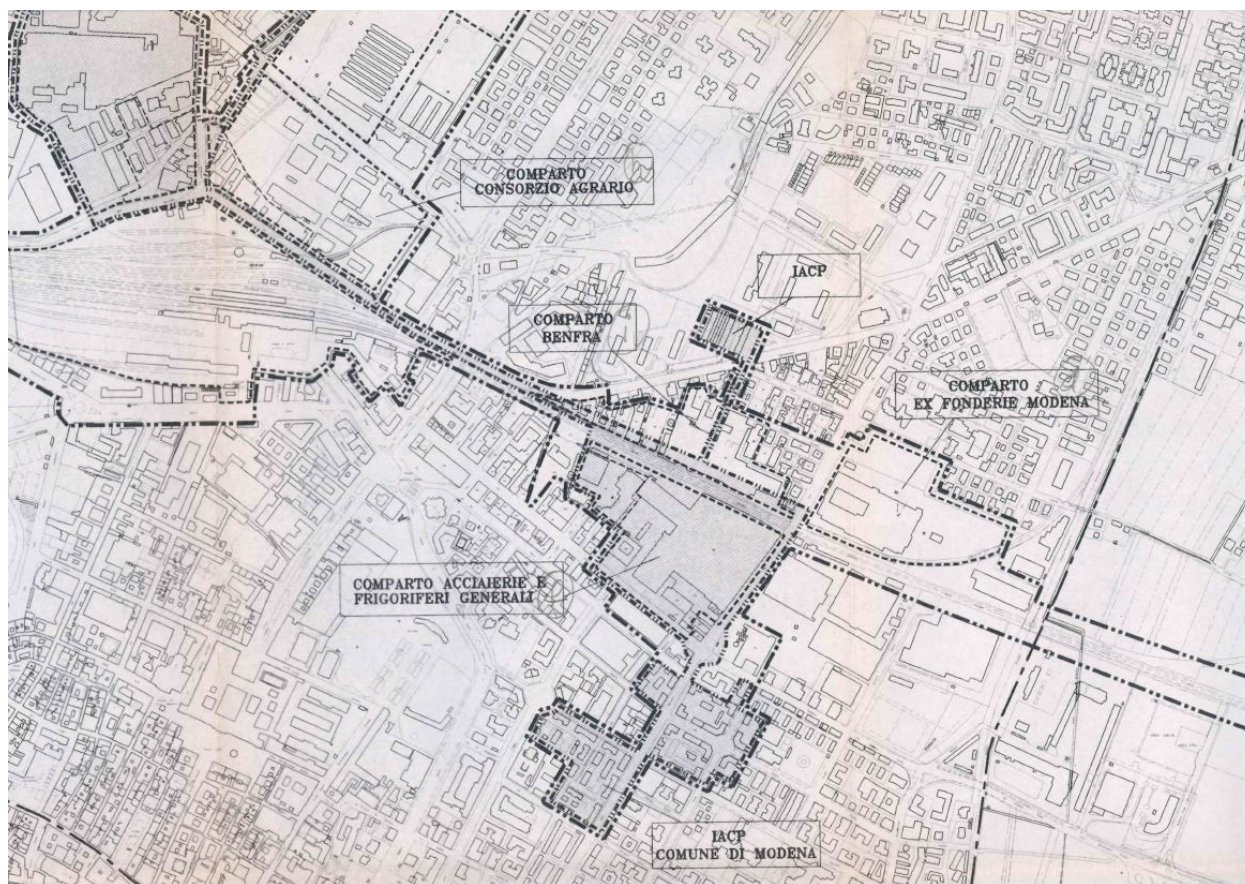 COMPARTO
CONSORZIO AGRARIO
IACP
COMPARTO
BENFRA
COMPARTO
EX FONDERIE MODENA
COMPARTO ACCIAIERIE E
FRIGORIFERI GENERALI
IACP
COMUNE DI MODENA